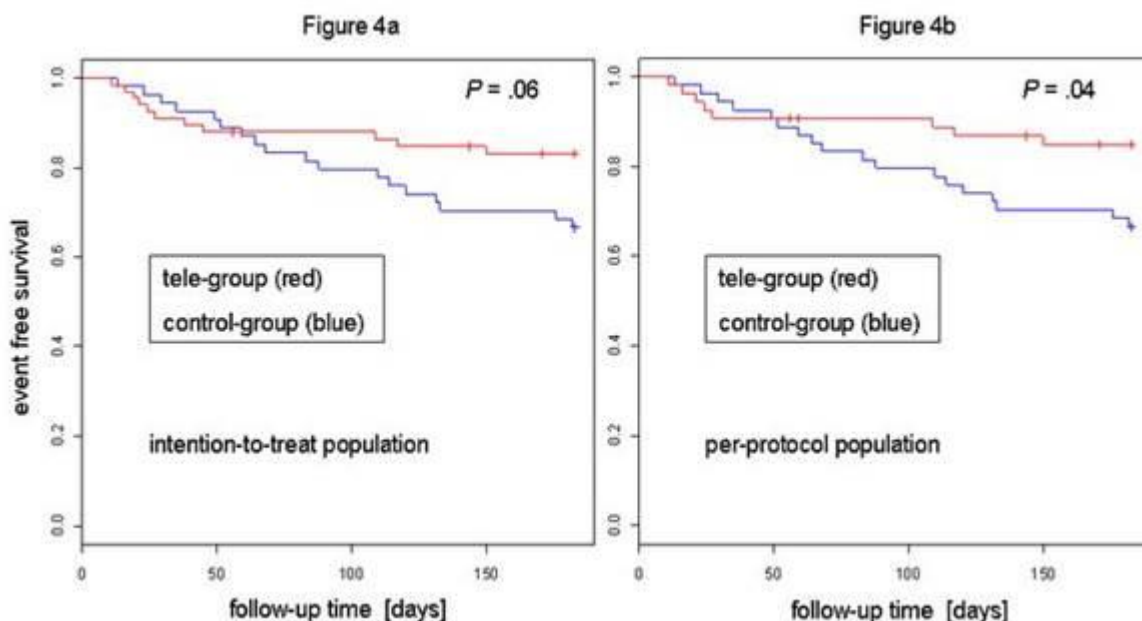 Figure 4a
P = .06
event free survival
1.0
0.8
0.6
0.4
0.2
0.0
tele-group (red)
control-group (blue)
intention-to-treat population
0 50 100 150
follow-up time [days]
Figure 4b
P = .04
1.0
0.8
0.6
0.4
0.2
0.0
tele-group (red)
control-group (blue)
per-protocol population
0 50 100 150
follow-up time [days]